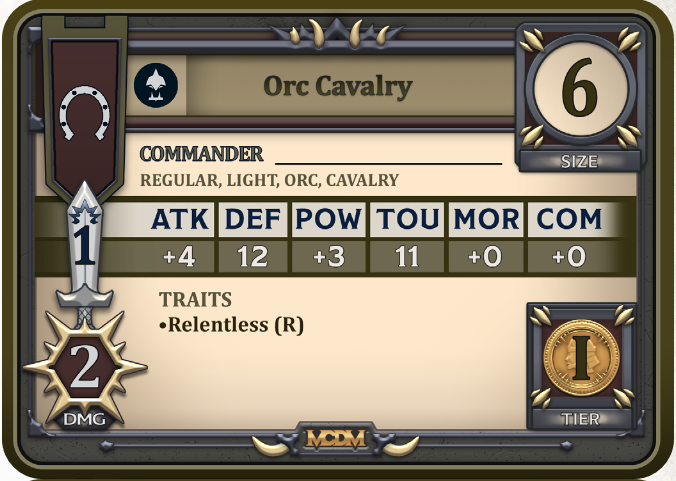 Orc Cavalry
6
SIZE
COMMANDER
REGULAR, LIGHT, ORC, CAVALRY
ATK DEF POW TOU MOR COM
+4 12 +3 11 +0 +0
1
TRAITS
•Relentless (R)
2
DMG
I
TIER
MCDM